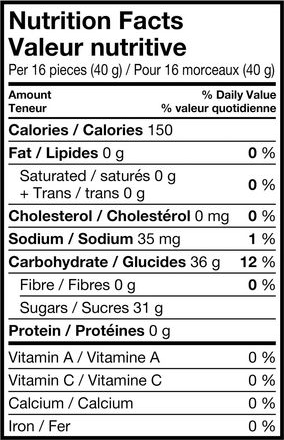 Nutrition Facts
Valeur nutritive
Per 16 pieces (40 g) / Pour 16 morceaux (40 g)
Amount % Daily Value
Teneur % valeur quotidienne
Calories / Calories 150
Fat / Lipides 0 g 0 %
Saturated / saturés 0 g
+ Trans / trans 0 g 0 %
Cholesterol / Cholestérol 0 mg 0 %
Sodium / Sodium 35 mg 1 %
Carbohydrate / Glucides 36 g 12 %
Fibre / Fibres 0 g 0 %
Sugars / Sucres 31 g
Protein / Protéines 0 g
Vitamin A / Vitamine A 0 %
Vitamin C / Vitamine C 0 %
Calcium / Calcium 0 %
Iron / Fer 0 %